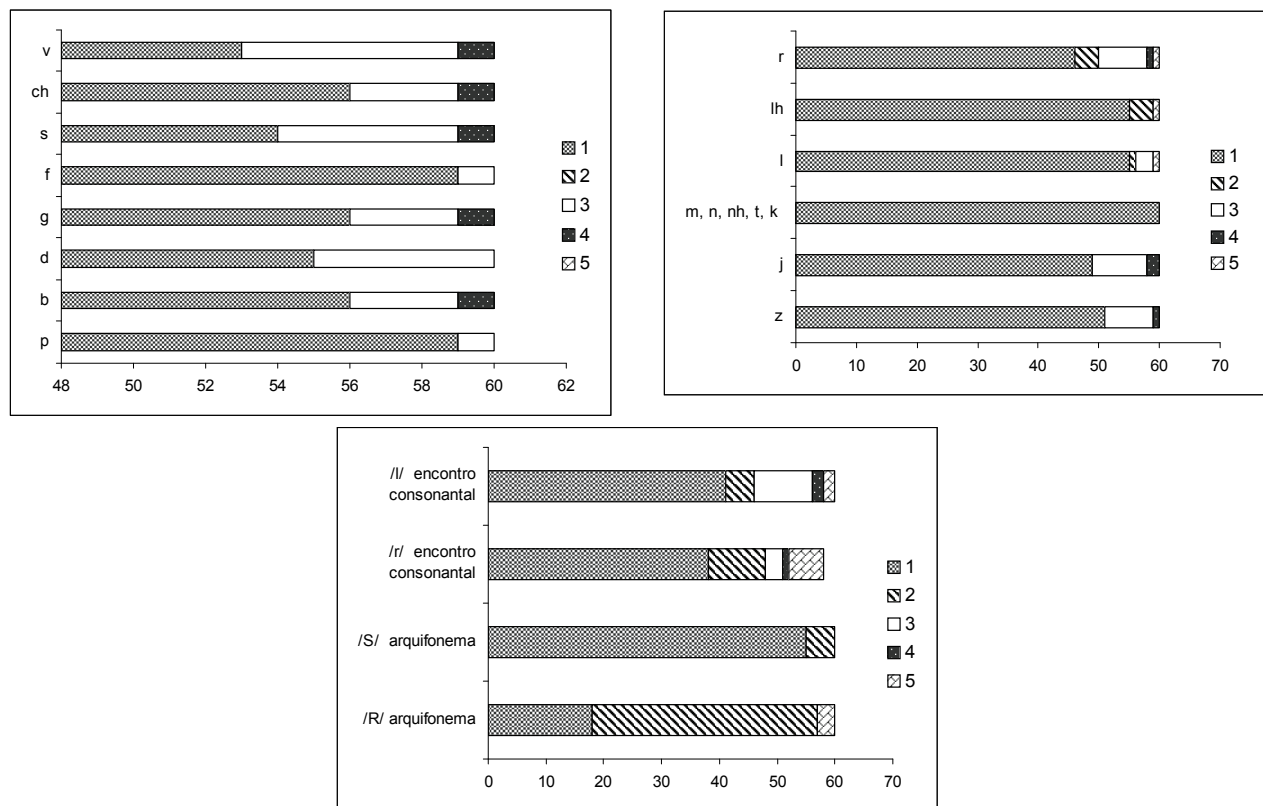 v
ch
s
f
g
d
b
p
48 50 52 54 56 58 60 62
1
2
3
4
5
r
lh
l
m, n, nh, t, k
j
z
0 10 20 30 40 50 60 70
1
2
3
4
5
/l/ encontro
consonantal
/r/ encontro
consonantal
/S/ arquifonema
/R/ arquifonema
0 10 20 30 40 50 60 70
1
2
3
4
5